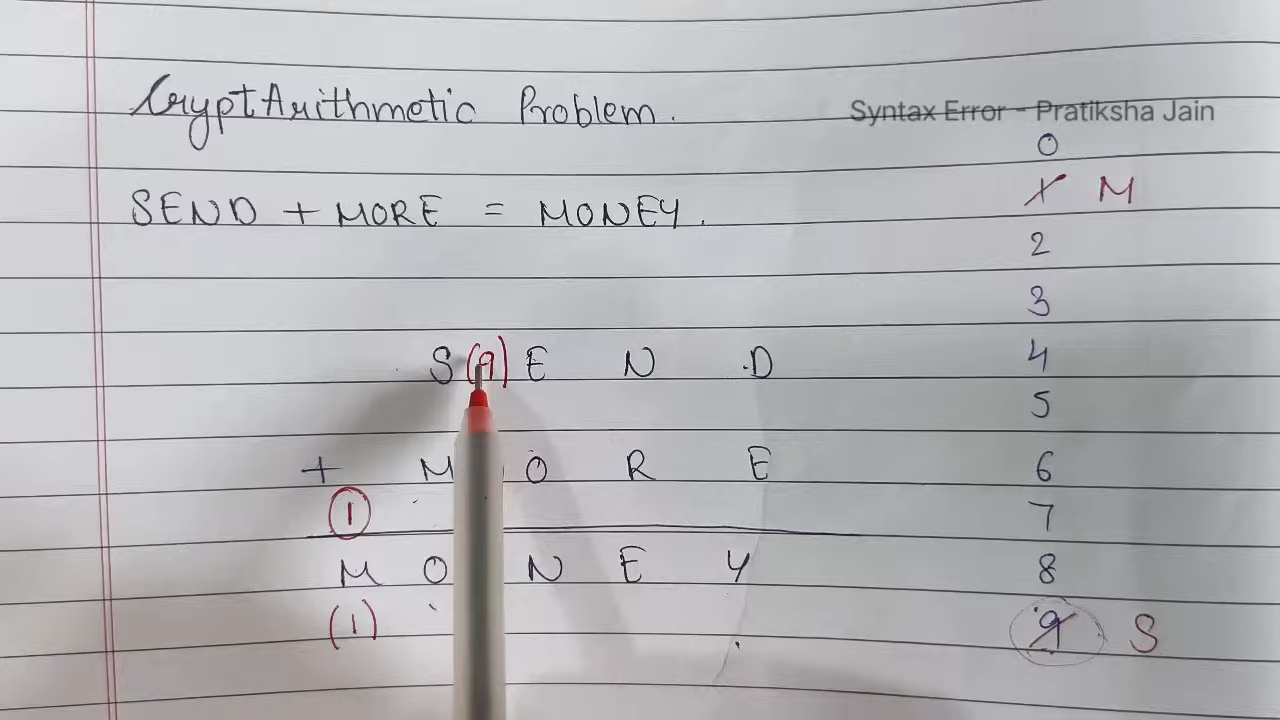 CryptArithmetic Problem.
Syntax Error - Pratiksha Jain
0
1 M
SEND + MORE = MONEY.
2
3
S (9) E N D
4
5
+ M O R E
6
1
7
M O N E Y
8
(1)
9 S